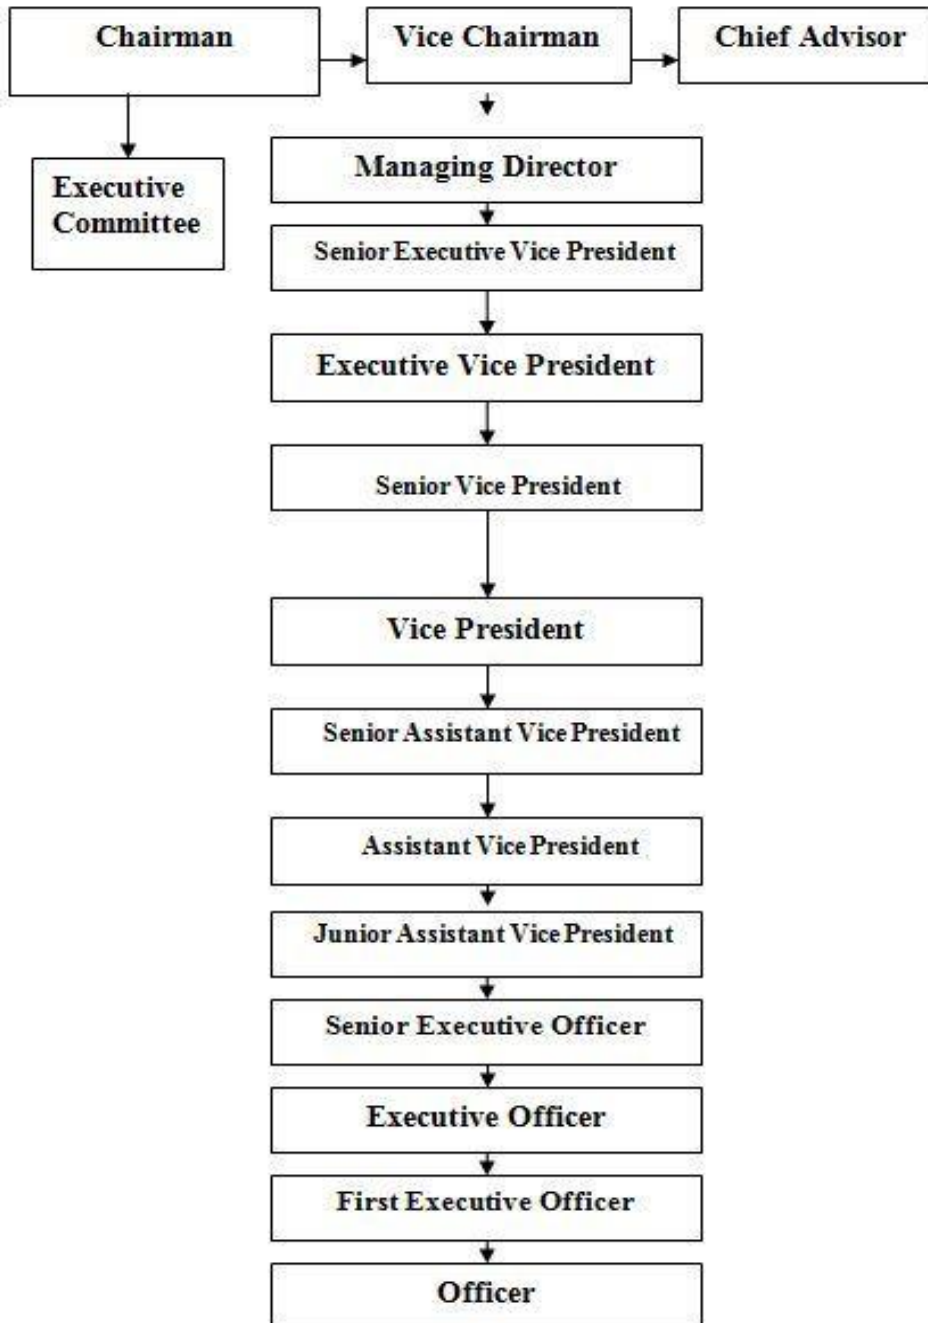 Chairman
Vice Chairman
Chief Advisor
Executive
Committee
Managing Director
Senior Executive Vice President
Executive Vice President
Senior Vice President
Vice President
Senior Assistant Vice President
Assistant Vice President
Junior Assistant Vice President
Senior Executive Officer
Executive Officer
First Executive Officer
Officer